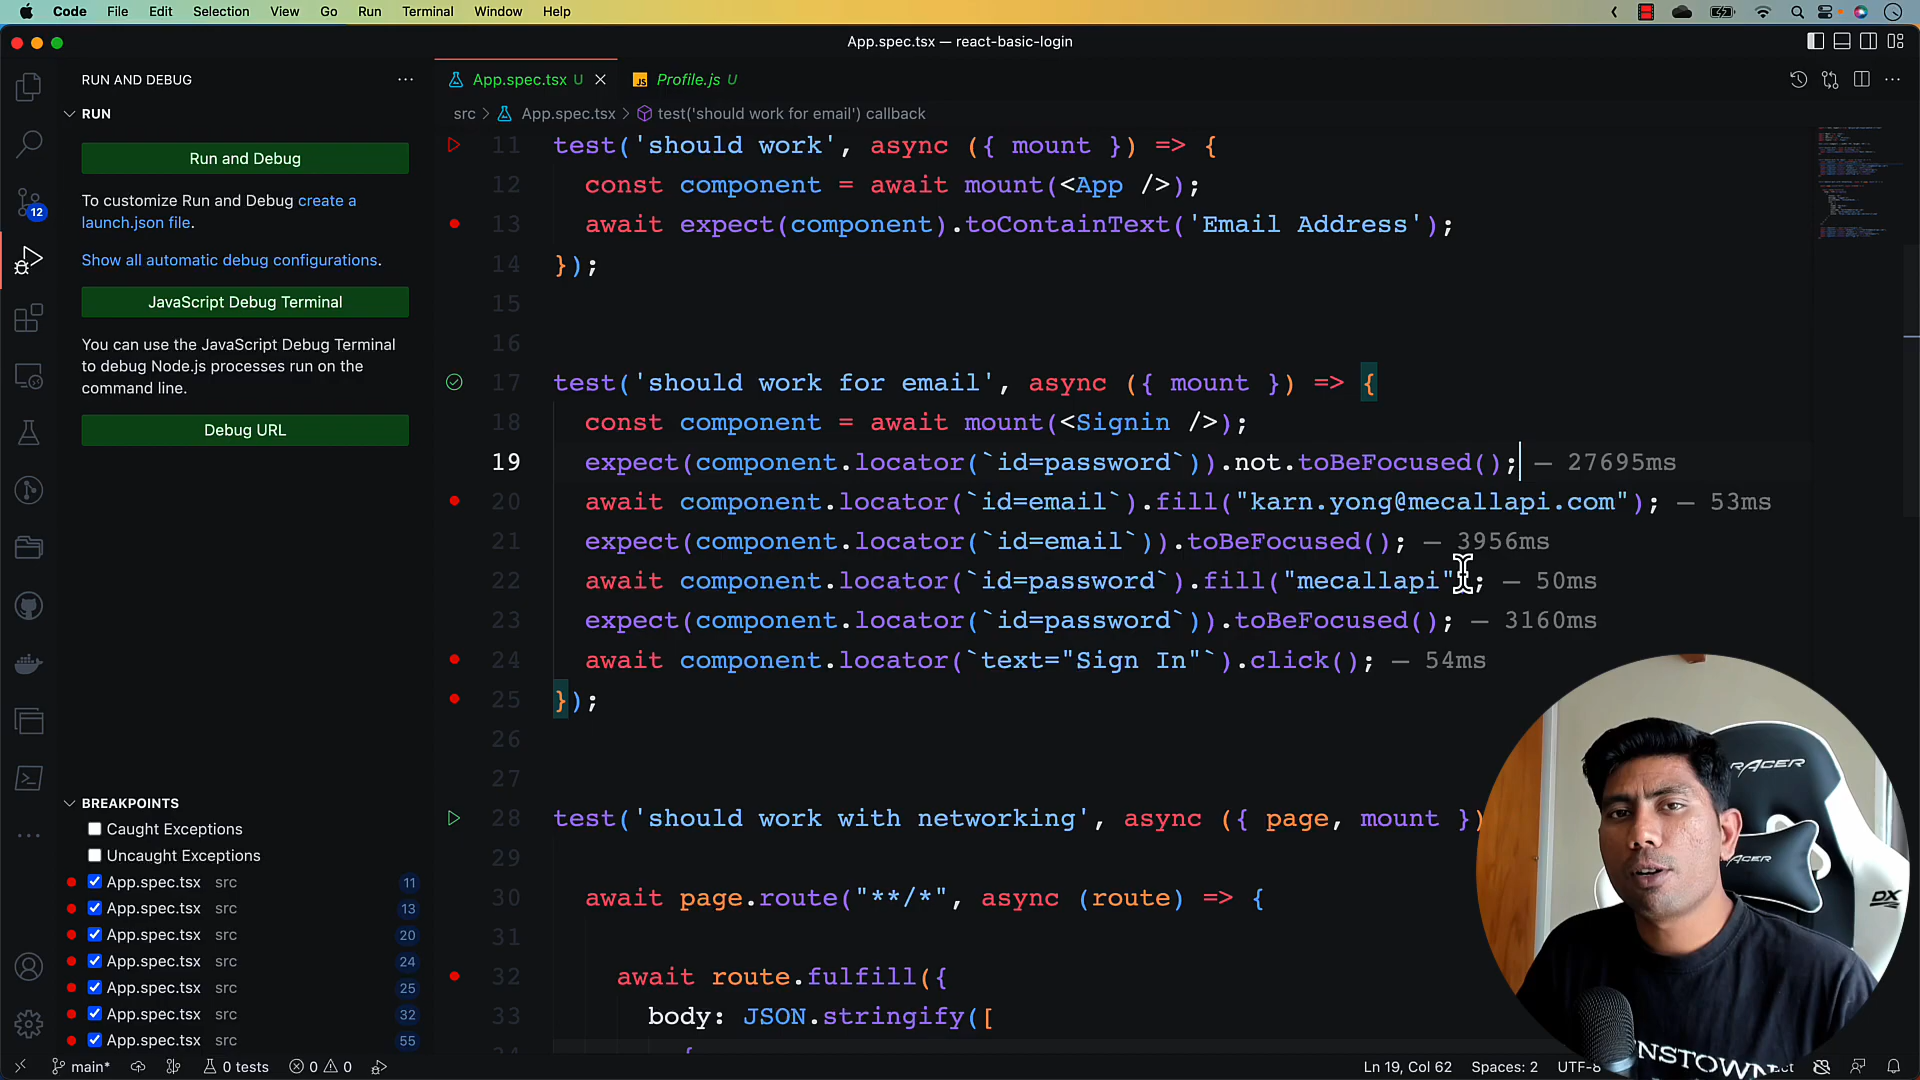 Code File Edit Selection View Go Run Terminal Window Help
App.spec.tsx — react-basic-login
RUN AND DEBUG
RUN
Run and Debug
To customize Run and Debug create a
launch.json file.
Show all automatic debug configurations.
JavaScript Debug Terminal
You can use the JavaScript Debug Terminal
to debug Node.js processes run on the
command line.
Debug URL
12
BREAKPOINTS
Caught Exceptions
Uncaught Exceptions
App.spec.tsx src 11
App.spec.tsx src 13
App.spec.tsx src 20
App.spec.tsx src 24
App.spec.tsx src 25
App.spec.tsx src 32
App.spec.tsx src 55
App.spec.tsx U
JS Profile.js U
src > App.spec.tsx > test('should work for email') callback
11 test('should work', async ({ mount }) => {
12 const component = await mount(<App />);
13 await expect(component).toContainText('Email Address');
14 });
15
16
17 test('should work for email', async ({ mount }) => {
18 const component = await mount(<Signin />);
19 expect(component.locator(`id=password`)).not.toBeFocused(); — 27695ms
20 await component.locator(`id=email`).fill("karn.yong@mecallapi.com"); — 53ms
21 expect(component.locator(`id=email`)).toBeFocused(); — 3956ms
22 await component.locator(`id=password`).fill("mecallapi"); — 50ms
23 expect(component.locator(`id=password`)).toBeFocused(); — 3160ms
24 await component.locator(`text="Sign In"`).click(); — 54ms
25 });
26
27
28 test('should work with networking', async ({ page, mount })
29
30 await page.route("**/*", async (route) => {
31
32 await route.fulfill({
33 body: JSON.stringify([
{
ACER
ACER
DX
NSTOWN
main* 0 tests 0 0 Ln 19, Col 62 Spaces: 2 UTF-8